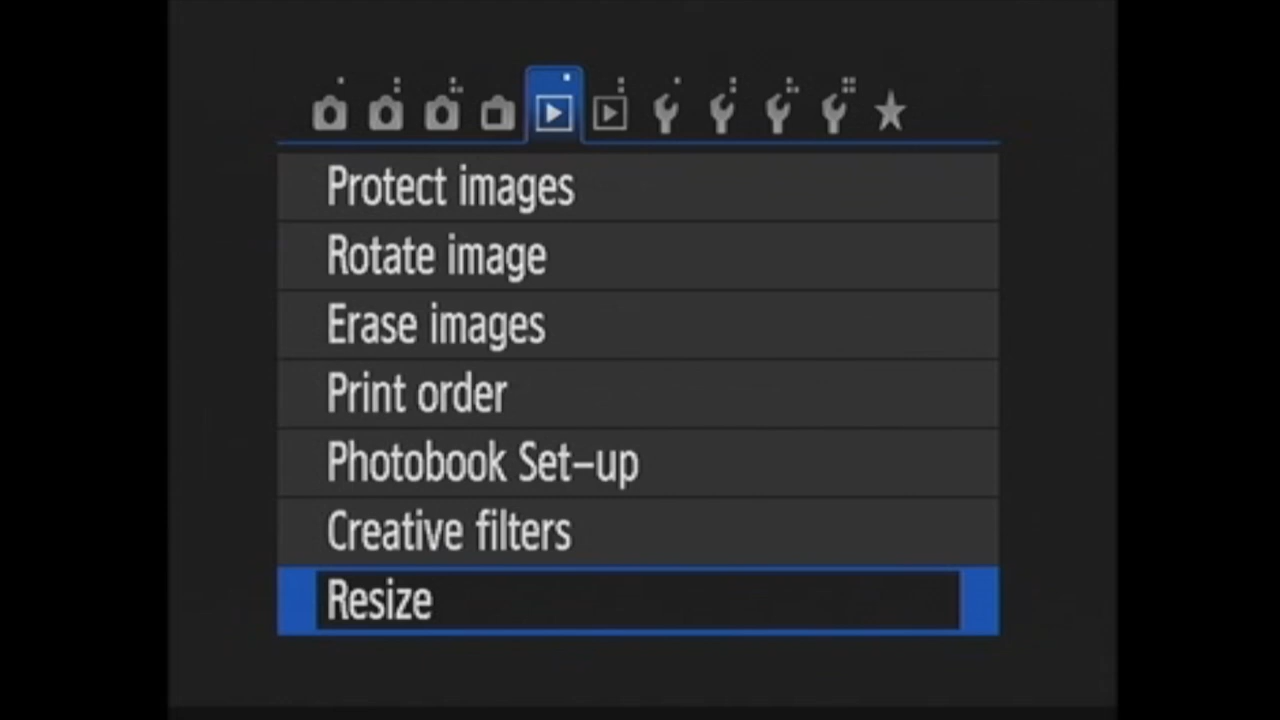 Protect images
Rotate image
Erase images
Print order
Photobook Set-up
Creative filters
Resize